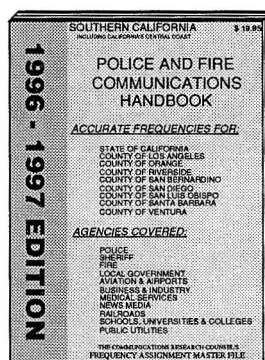 SOUTHERN CALIFORNIA $ 19.95
INCLUDING CALIFORNIA'S CENTRAL COAST
POLICE AND FIRE
COMMUNICATIONS
HANDBOOK
1996 - 1997 EDITION
ACCURATE FREQUENCIES FOR:
STATE OF CALIFORNIA
COUNTY OF LOS ANGELES
COUNTY OF ORANGE
COUNTY OF RIVERSIDE
COUNTY OF SAN BERNARDINO
COUNTY OF SAN DIEGO
COUNTY OF SAN LUIS OBISPO
COUNTY OF SANTA BARBARA
COUNTY OF VENTURA
AGENCIES COVERED:
POLICE
SHERIFF
FIRE
LOCAL GOVERNMENT
AVIATION & AIRPORTS
BUSINESS & INDUSTRY
MEDICAL SERVICES
NEWS MEDIA
RAILROADS
SCHOOLS, UNIVERSITIES & COLLEGES
PUBLIC UTILITIES
THE COMMUNICATIONS RESEARCH COUNSEL'S
FREQUENCY ASSIGNMENT MASTER FILE